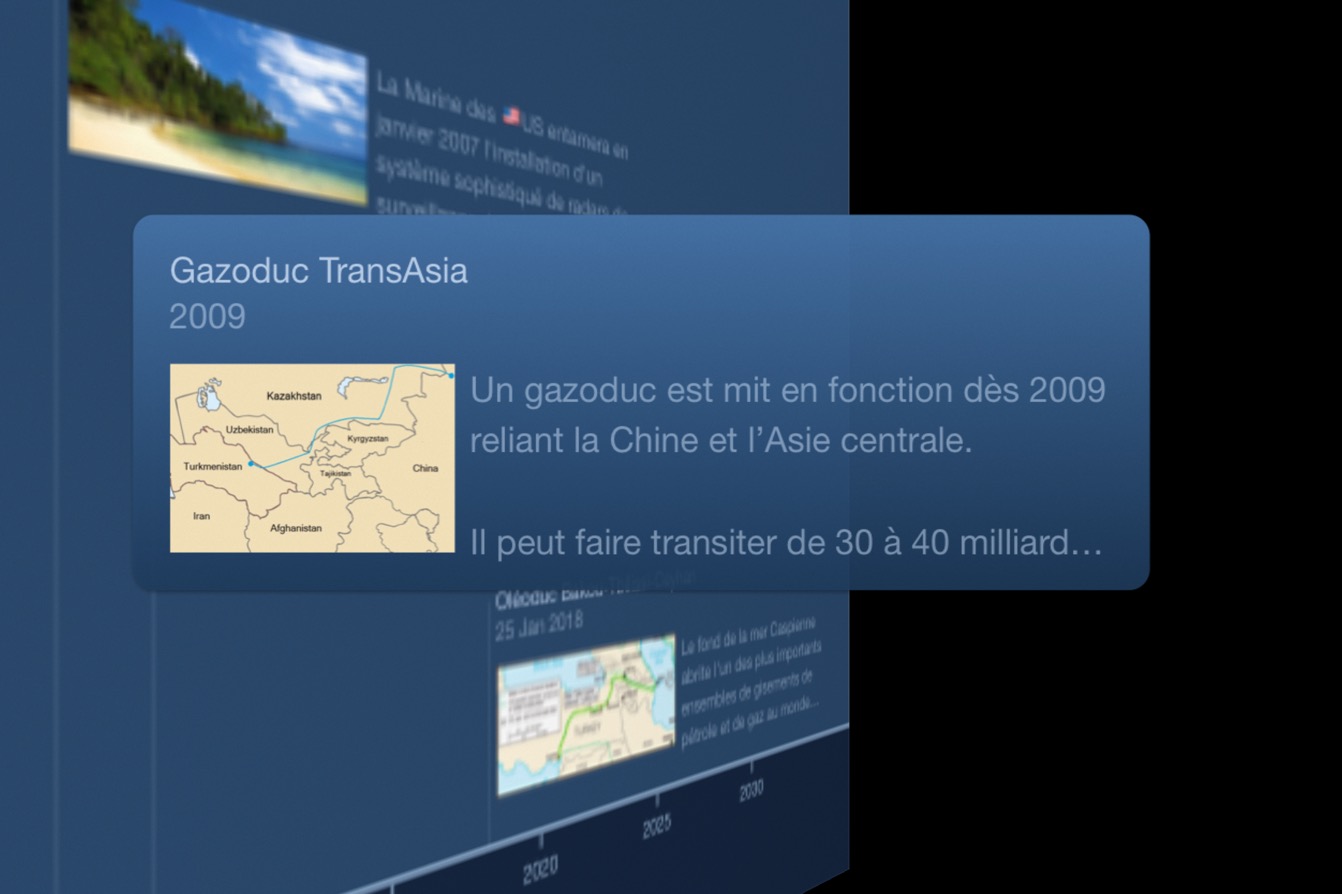 La Marine des 🇺🇸US entamera en
janvier 2007 l'installation d'un
système sophistiqué de radars de
Gazoduc TransAsia
2009
Kazakhstan
Uzbekistan
Kyrgyzstan
Turkmenistan
Tajikistan
China
Iran
Afghanistan
Un gazoduc est mit en fonction dès 2009
reliant la Chine et l’Asie centrale.
Il peut faire transiter de 30 à 40 milliard…
Oléoduc Bakou-
25 Jan 2018
TURKEY
Le fond de la mer Caspienne
abrite l'un des plus importants
ensembles de gisements de
pétrole et de gaz au monde...
2020
2025
2030